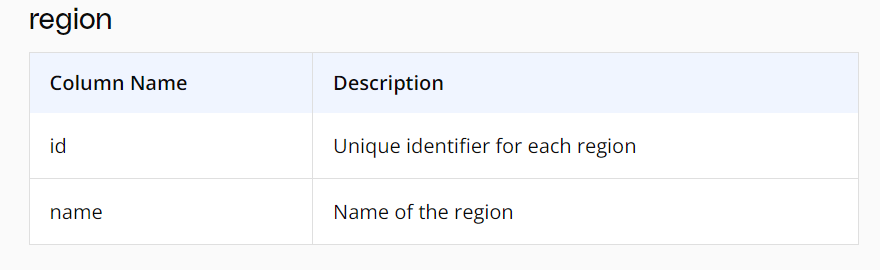 region
Column Name Description
id Unique identifier for each region
name Name of the region